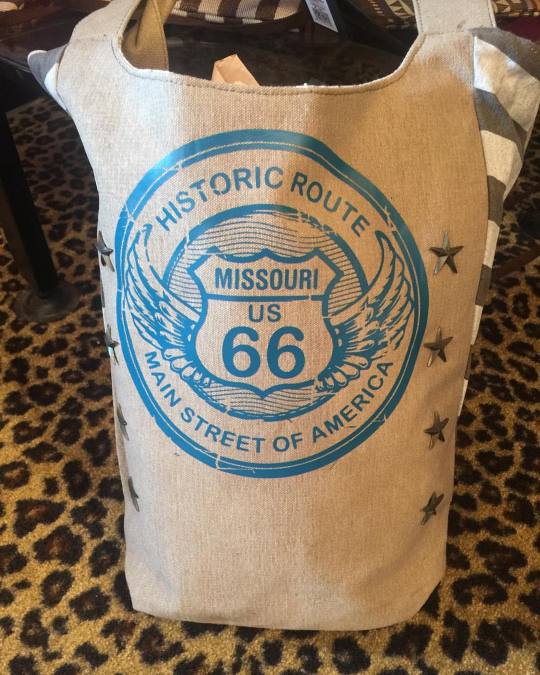 HISTORIC ROUTE
MISSOURI
US
66
MAIN STREET OF AMERICA